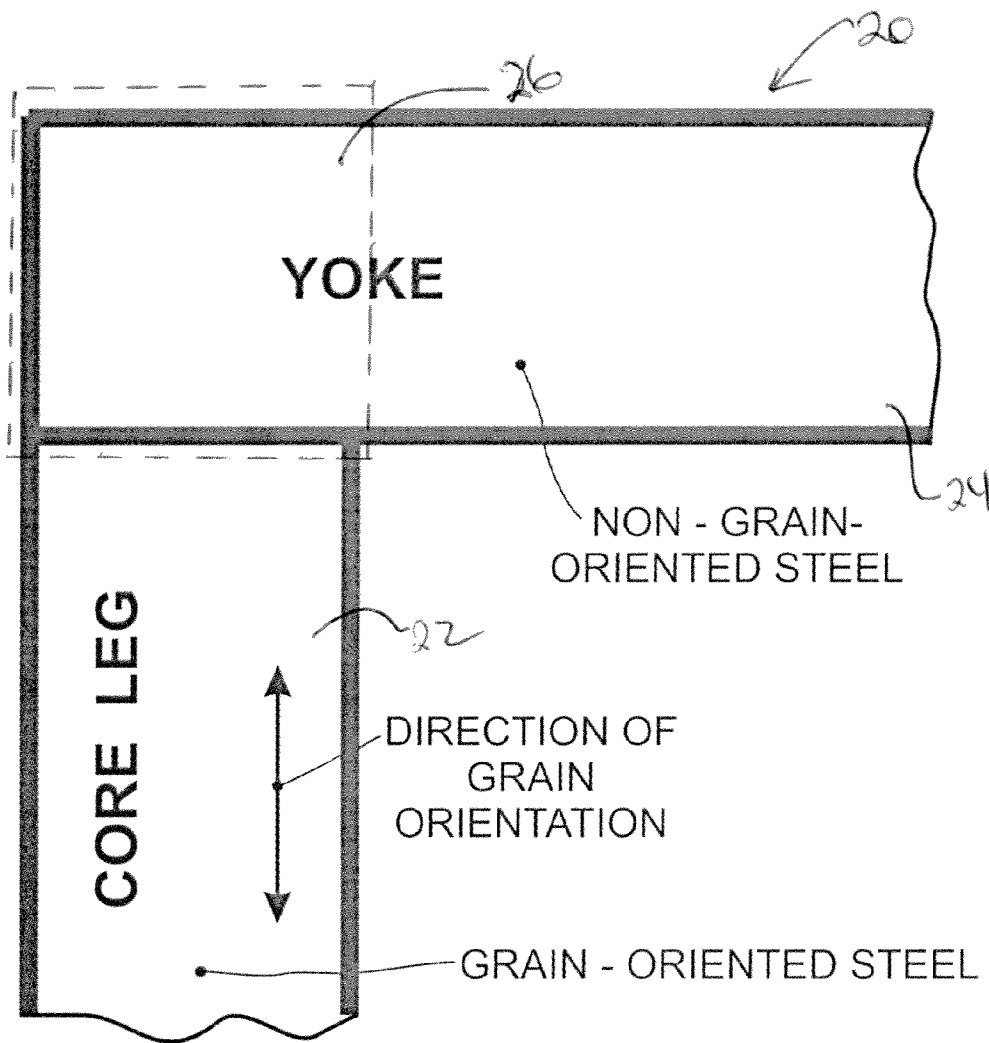 20
26
YOKE
24
NON - GRAIN-
ORIENTED STEEL
22
CORE LEG
DIRECTION OF
GRAIN
ORIENTATION
GRAIN - ORIENTED STEEL